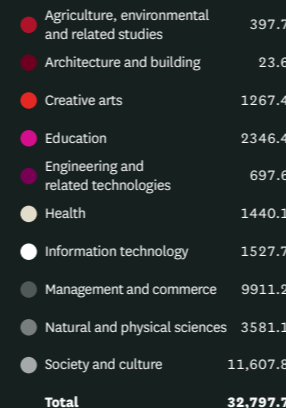 Agriculture, environmental
and related studies 397.7
Architecture and building 23.6
Creative arts 1267.4
Education 2346.4
Engineering and
related technologies 697.6
Health 1440.1
Information technology 1527.7
Management and commerce 9911.2
Natural and physical sciences 3581.1
Society and culture 11,607.8
Total 32,797.7